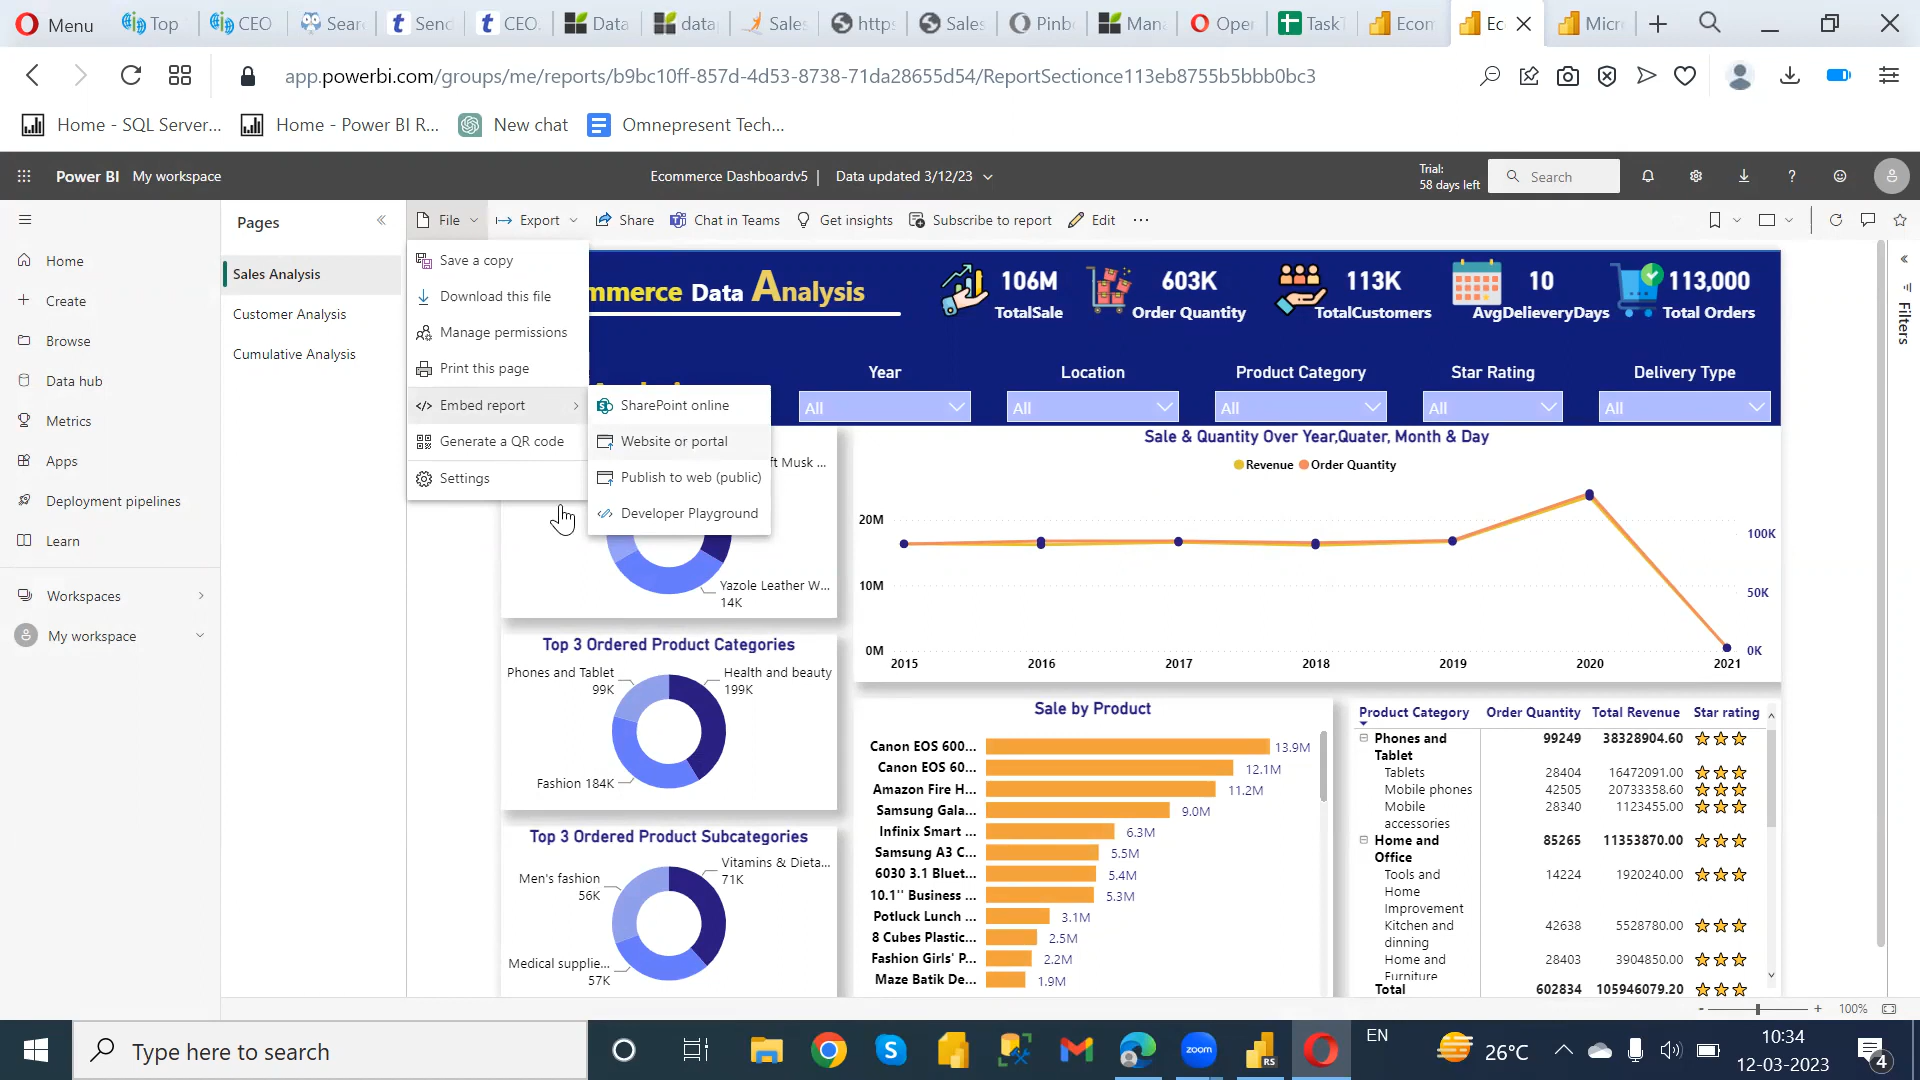 Menu
Top
CEO
Sear
Send
CEO.
Data
data
Sales
https
Sales
Pinb
Mana
Oper
TaskT
Ecom
Ec
Micr
app.powerbi.com/groups/me/reports/b9bc10ff-857d-4d53-8738-71da28655d54/ReportSectionce113eb8755b5bbb0bc3
Home - SQL Server...
Home - Power BI R...
New chat
Omnepresent Tech...
Power BI My workspace
Ecommerce Dashboardv5 | Data updated 3/12/23
Trial:
58 days left
Search
Home
Create
Browse
Data hub
Metrics
Apps
Deployment pipelines
Learn
Workspaces
My workspace
Pages
Sales Analysis
Customer Analysis
Cumulative Analysis
File
Export
Share
Chat in Teams
Get insights
Subscribe to report
Edit
Save a copy
Download this file
Manage permissions
Print this page
Embed report
Generate a QR code
Settings
SharePoint online
Website or portal
Publish to web (public)
Developer Playground
mmerce Data Analysis
106M
TotalSale
603K
Order Quantity
113K
TotalCustomers
10
AvgDelieveryDays
113,000
Total Orders
Year
All
Location
All
Product Category
All
Star Rating
All
Delivery Type
All
Filters
ft Musk ...
Yazole Leather W...
14K
Top 3 Ordered Product Categories
Phones and Tablet
99K
Health and beauty
199K
Fashion 184K
Top 3 Ordered Product Subcategories
Vitamins & Dieta...
71K
Men's fashion
56K
Medical supplie...
57K
Sale & Quantity Over Year,Quater, Month & Day
Revenue Order Quantity
20M
10M
0M
100K
50K
0K
2015 2016 2017 2018 2019 2020 2021
Sale by Product
Canon EOS 600... 13.9M
Canon EOS 60... 12.1M
Amazon Fire H... 11.2M
Samsung Gala... 9.0M
Infinix Smart ... 6.3M
Samsung A3 C... 5.5M
6030 3.1 Bluet... 5.4M
10.1'' Business ... 5.3M
Potluck Lunch ... 3.1M
8 Cubes Plastic... 2.5M
Fashion Girls' P... 2.2M
Maze Batik De... 1.9M
Product Category Order Quantity Total Revenue Star rating
Phones and Tablet 99249 38328904.60
Tablets 28404 16472091.00
Mobile phones 42505 20733358.60
Mobile accessories 28340 1123455.00
Home and Office 85265 11353870.00
Tools and Home Improvement 14224 1920240.00
Kitchen and dinning 42638 5528780.00
Home and Furniture 28403 3904850.00
Total 602834 105946079.20
100%
Type here to search
zoom
RS
EN
26°C
10:34
12-03-2023
4